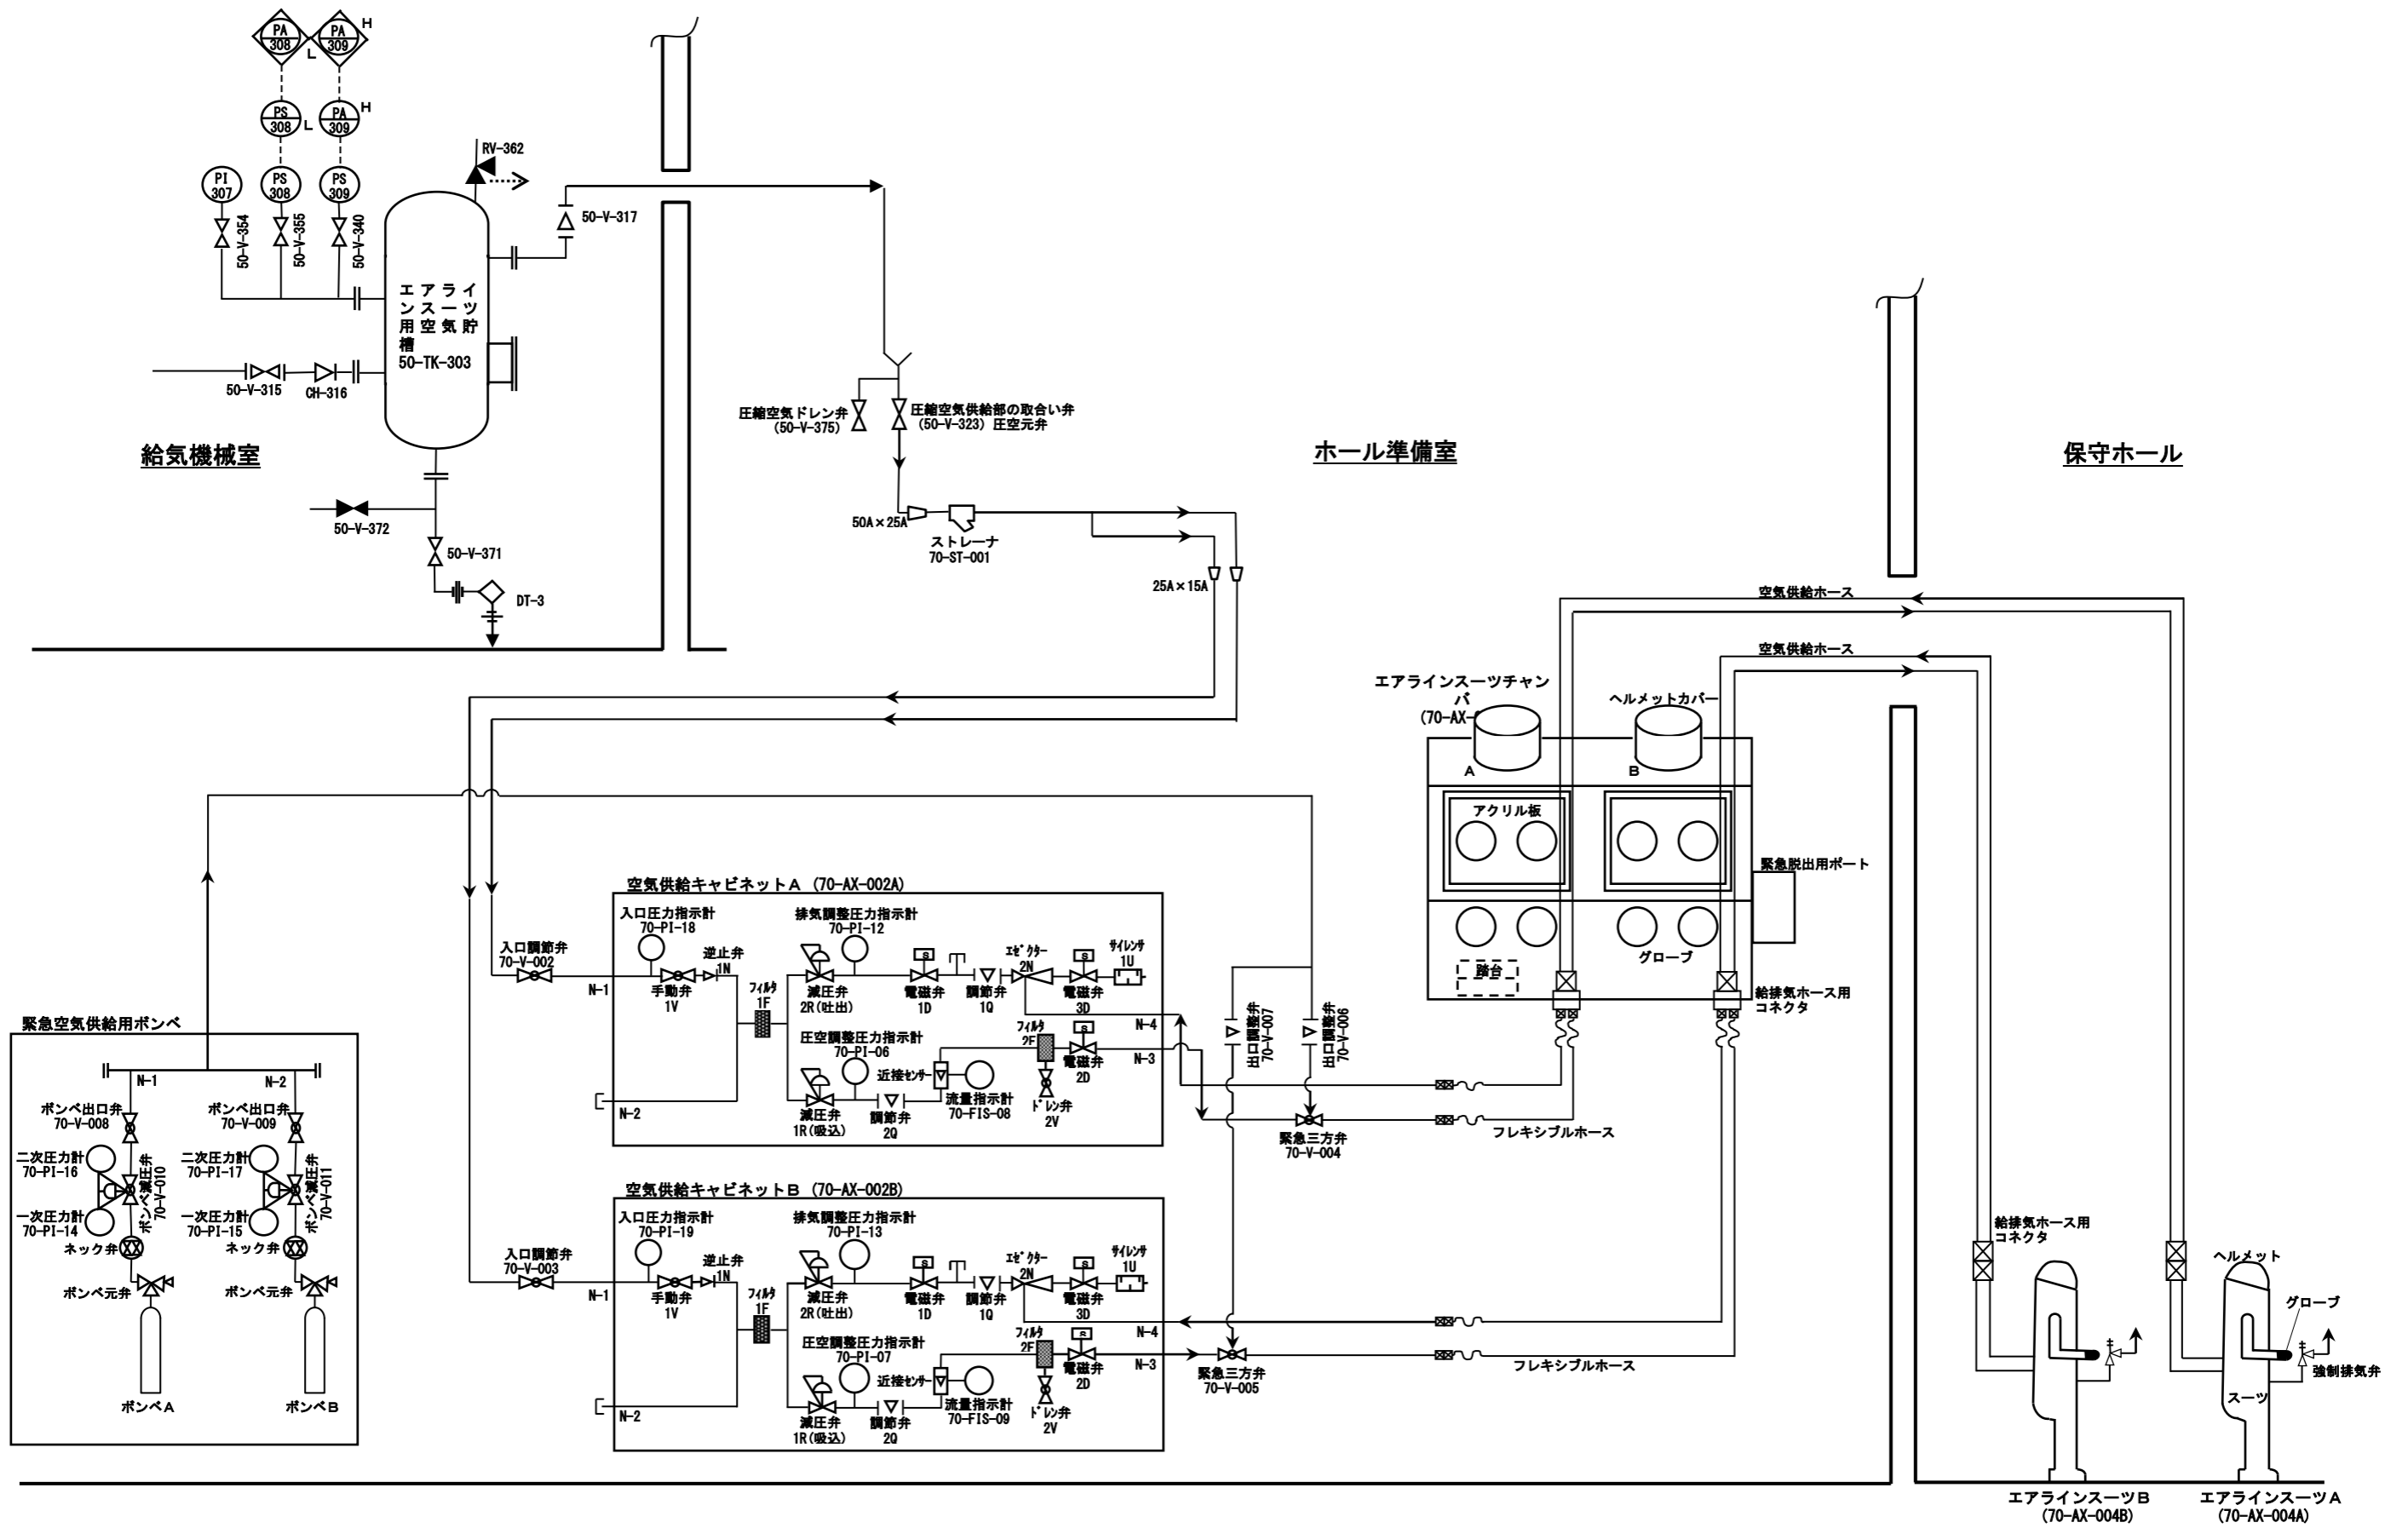 PA
308
L
PA
309
H
PS
308
L
PA
309
H
PI
307
PS
308
PS
309
50-V-354
50-V-355
50-V-340
RV-362
50-V-317
エアライ
ンスーツ
用空気貯
槽
50-TK-303
50-V-315
CH-316
給気機械室
50-V-372
50-V-371
DT-3
圧縮空気ドレン弁
(50-V-375)
圧縮空気供給部の取合い弁
(50-V-323) 圧空元弁
50A×25A
ストレーナ
70-ST-001
25A×15A
ホール準備室
保守ホール
空気供給ホース
空気供給ホース
エアラインスーツチャン
バ
(70-AX-
ヘルメットカバー
A
B
アクリル板
緊急脱出用ポート
グローブ
踏台
給排気ホース用
コネクタ
空気供給キャビネットA (70-AX-002A)
入口圧力指示計
70-PI-18
排気調整圧力指示計
70-PI-12
入口調節弁
70-V-002
N-1
手動弁
1V
逆止弁
1N
フィルタ
1F
減圧弁
2R(吐出)
電磁弁
1D
調節弁
1Q
エゼクター
2N
電磁弁
3D
サイレンサ
1U
N-4
圧空調整圧力指示計
70-PI-06
近接センサー
フィルタ
2F
電磁弁
2D
N-3
N-2
減圧弁
1R(吸込)
調節弁
2Q
流量指示計
70-FIS-08
ドレン弁
2V
出口調整弁
70-V-007
出口調整弁
70-V-006
緊急三方弁
70-V-004
フレキシブルホース
空気供給キャビネットB (70-AX-002B)
入口圧力指示計
70-PI-19
排気調整圧力指示計
70-PI-13
入口調節弁
70-V-003
N-1
手動弁
1V
逆止弁
1N
フィルタ
1F
減圧弁
2R(吐出)
電磁弁
1D
調節弁
1Q
エゼクター
2N
電磁弁
3D
サイレンサ
1U
N-4
圧空調整圧力指示計
70-PI-07
近接センサー
フィルタ
2F
電磁弁
2D
N-3
N-2
減圧弁
1R(吸込)
調節弁
2Q
流量指示計
70-FIS-09
ドレン弁
2V
緊急三方弁
70-V-005
フレキシブルホース
緊急空気供給用ボンベ
N-1
N-2
ボンベ出口弁
70-V-008
ボンベ出口弁
70-V-009
二次圧力計
70-PI-16
二次圧力計
70-PI-17
ボンベ減圧弁
70-V-010
ボンベ減圧弁
70-V-011
一次圧力計
70-PI-14
一次圧力計
70-PI-15
ネック弁
ネック弁
ボンベ元弁
ボンベ元弁
ボンベA
ボンベB
給排気ホース用
コネクタ
ヘルメット
グローブ
強制排気弁
スーツ
エアラインスーツB
(70-AX-004B)
エアラインスーツA
(70-AX-004A)
S
S
S
S
S
S